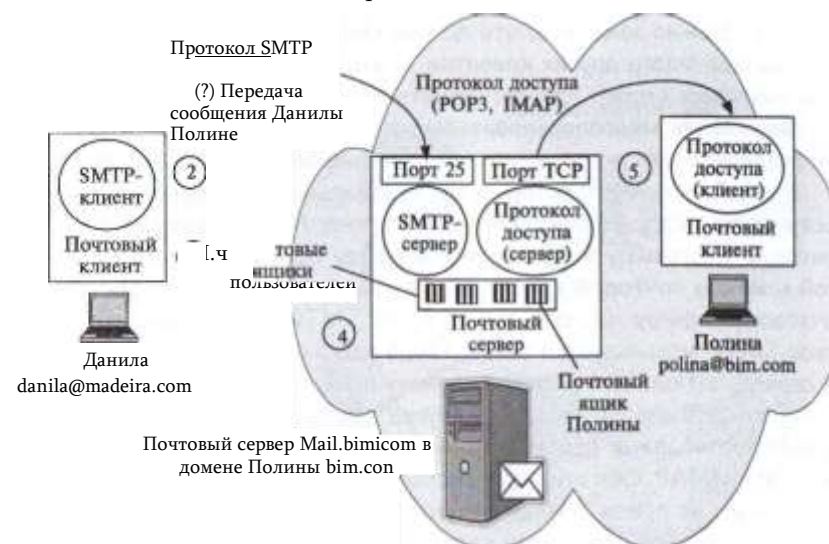 Протокол SMTP
(?) Передача
сообщения Данилы
Полине
Протокол доступа
(POP3, IMAP)
2
SMTP-
клиент
Почтовый
клиент
Данила
danila@madeira.com
Порт 25
Порт TCP
SMTP-
сервер
Протокол
доступа
(сервер)
товые
ящики
пользователей
4
Почтовый
сервер
Почтовый
ящик
Полины
5
Протокол
доступа
(клиент)
Почтовый
клиент
Полина
polina@bim.com
Почтовый сервер Mail.bimicom в
домене Полины bim.con